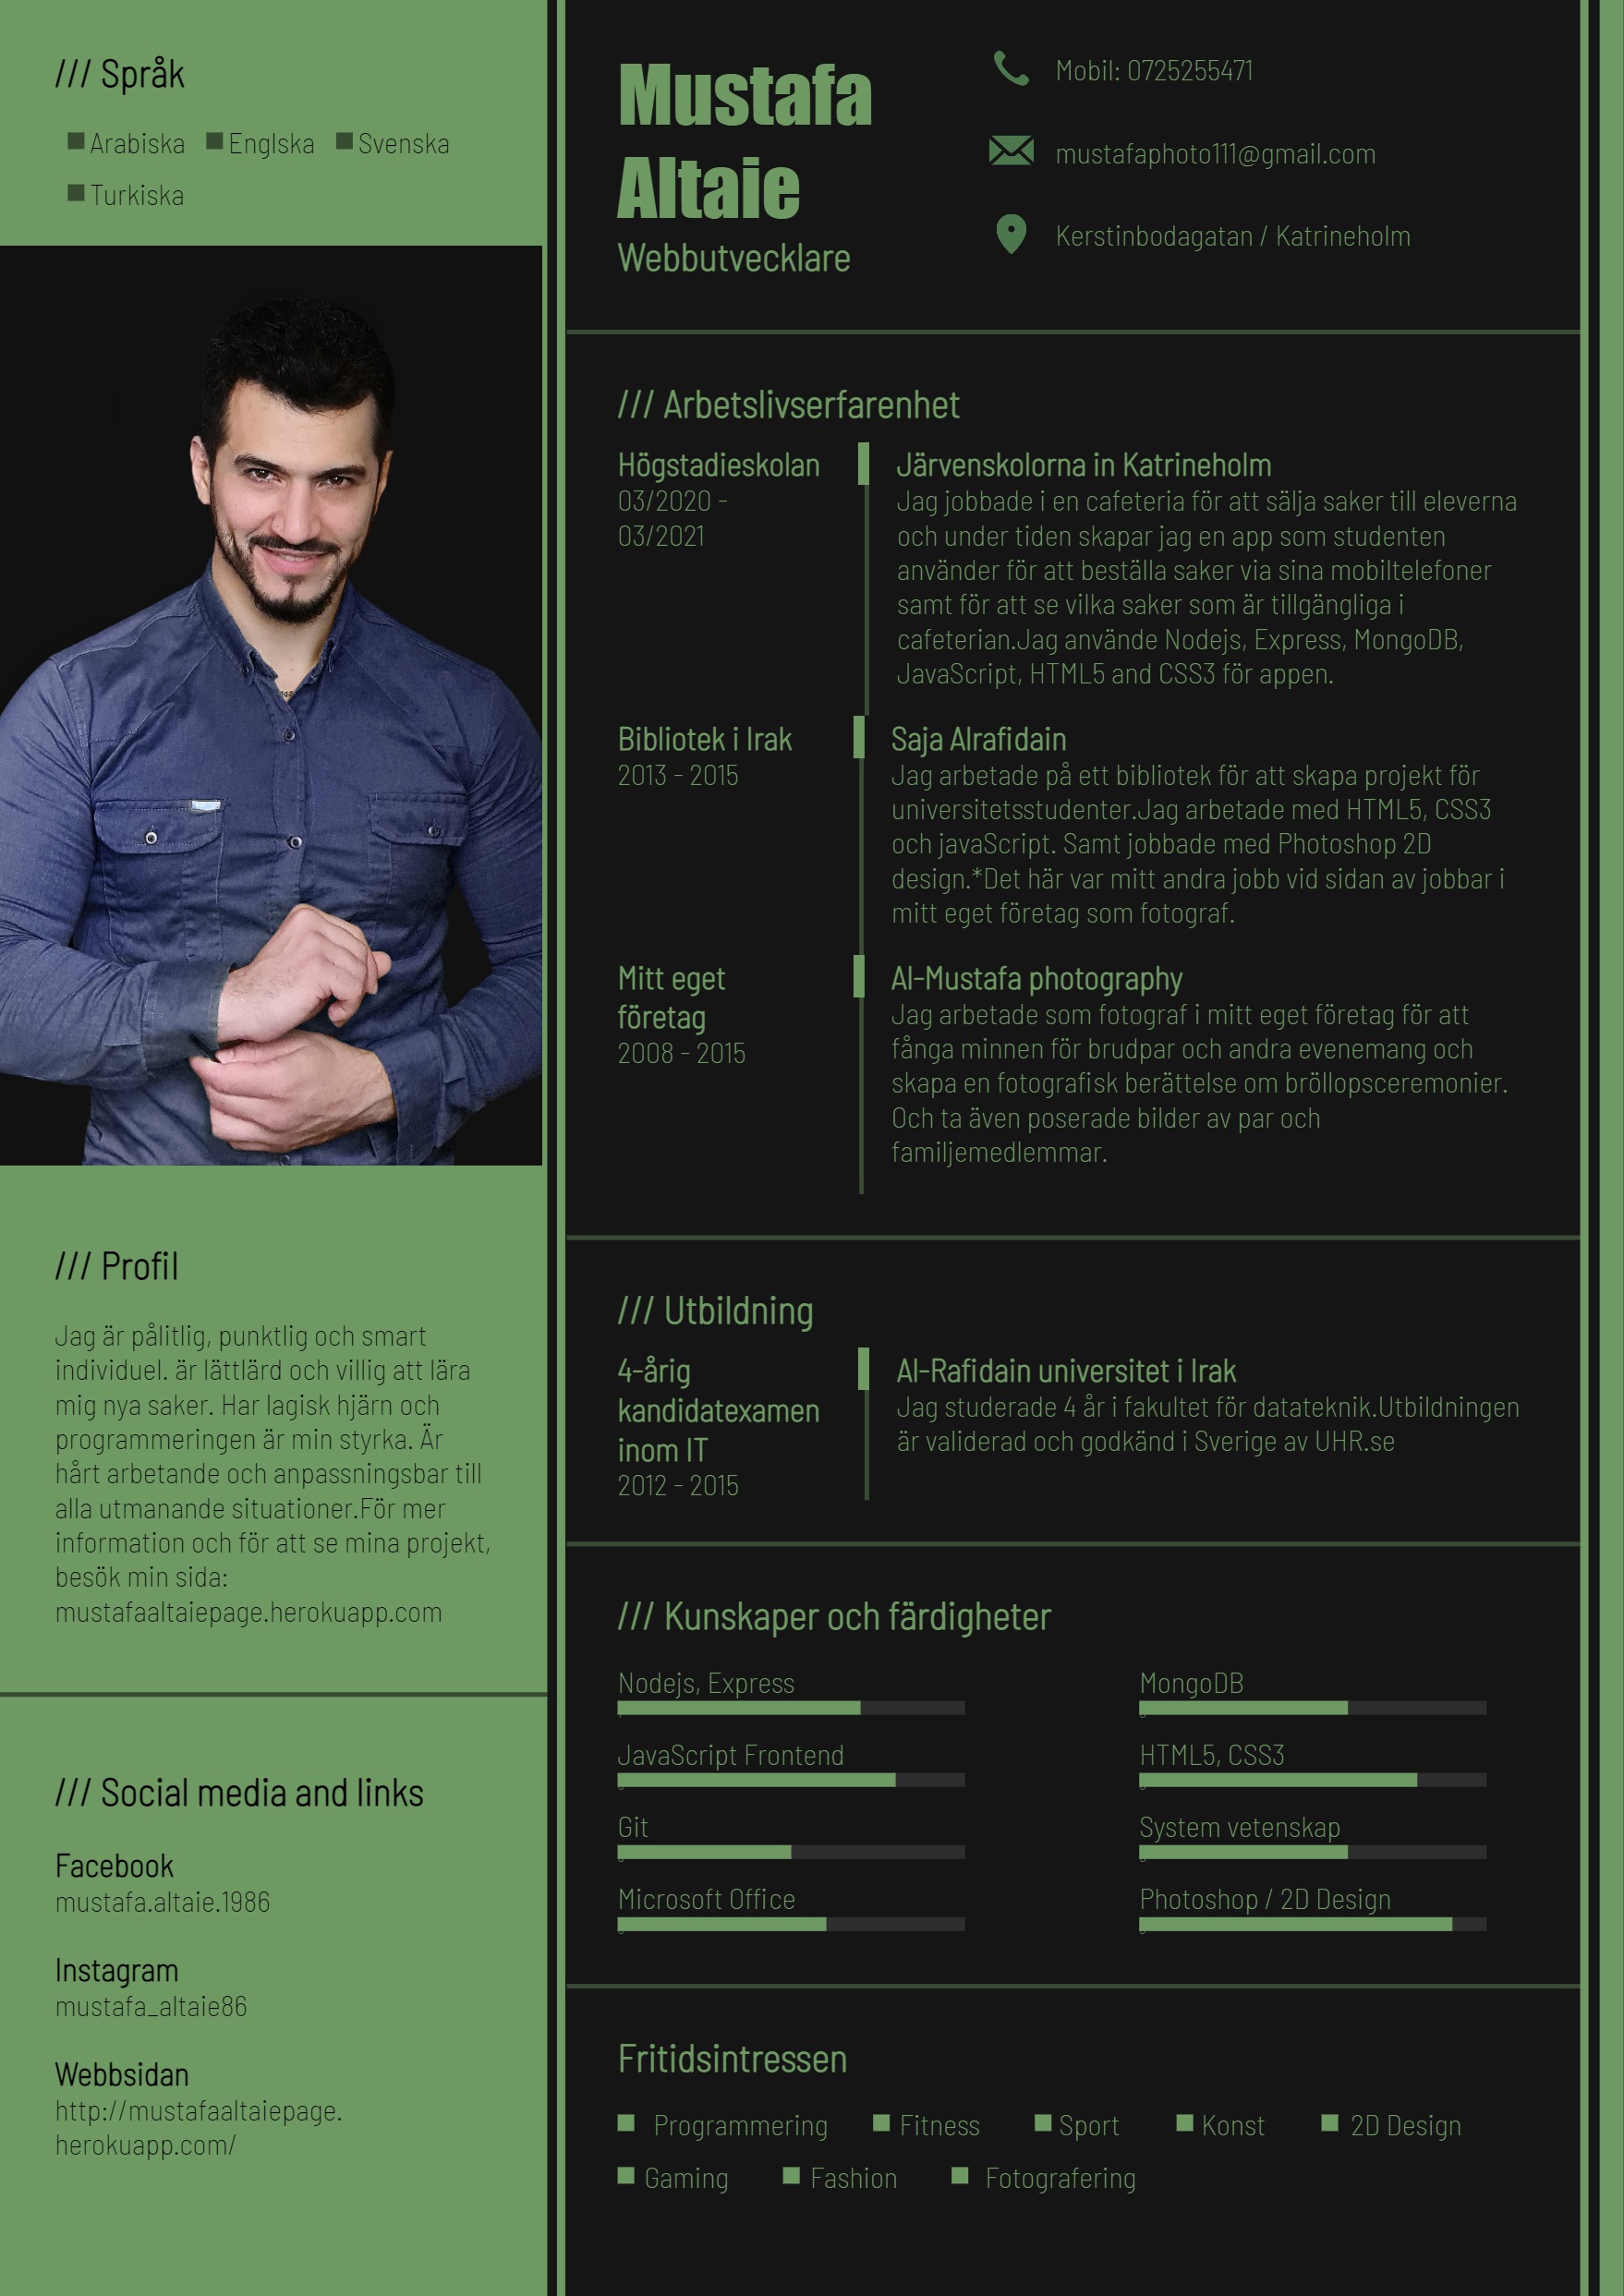 /// Språk
Arabiska Englska Svenska
Turkiska
/// Profil
Jag är pålitlig, punktlig och smart
individuel. är lättlärd och villig att lära
mig nya saker. Har lagisk hjärn och
programmeringen är min styrka. Är
hårt arbetande och anpassningsbar till
alla utmanande situationer.För mer
information och för att se mina projekt,
besök min sida:
mustafaaltaiepage.herokuapp.com
/// Social media and links
Facebook
mustafa.altaie.1986
Instagram
mustafa_altaie86
Webbsidan
http://mustafaaltaiepage.
herokuapp.com/
Mustafa
Altaie
Webbutvecklare
Mobil: 0725255471
mustafaphoto111@gmail.com
Kerstinbodagatan / Katrineholm
/// Arbetslivserfarenhet
Högstadieskolan
03/2020 -
03/2021
Järvenskolorna in Katrineholm
Jag jobbade i en cafeteria för att sälja saker till eleverna
och under tiden skapar jag en app som studenten
använder för att beställa saker via sina mobiltelefoner
samt för att se vilka saker som är tillgängliga i
cafeterian.Jag använde Nodejs, Express, MongoDB,
JavaScript, HTML5 and CSS3 för appen.
Bibliotek i Irak
2013 - 2015
Saja Alrafidain
Jag arbetade på ett bibliotek för att skapa projekt för
universitetsstudenter.Jag arbetade med HTML5, CSS3
och javaScript. Samt jobbade med Photoshop 2D
design.*Det här var mitt andra jobb vid sidan av jobbar i
mitt eget företag som fotograf.
Mitt eget
företag
2008 - 2015
Al-Mustafa photography
Jag arbetade som fotograf i mitt eget företag för att
fånga minnen för brudpar och andra evenemang och
skapa en fotografisk berättelse om bröllopsceremonier.
Och ta även poserade bilder av par och
familjemedlemmar.
/// Utbildning
4-årig
kandidatexamen
inom IT
2012 - 2015
Al-Rafidain universitet i Irak
Jag studerade 4 år i fakultet för datateknik.Utbildningen
är validerad och godkänd i Sverige av UHR.se
/// Kunskaper och färdigheter
Nodejs, Express MongoDB
JavaScript Frontend HTML5, CSS3
Git System vetenskap
Microsoft Office Photoshop / 2D Design
Fritidsintressen
Programmering Fitness Sport Konst 2D Design
Gaming Fashion Fotografering